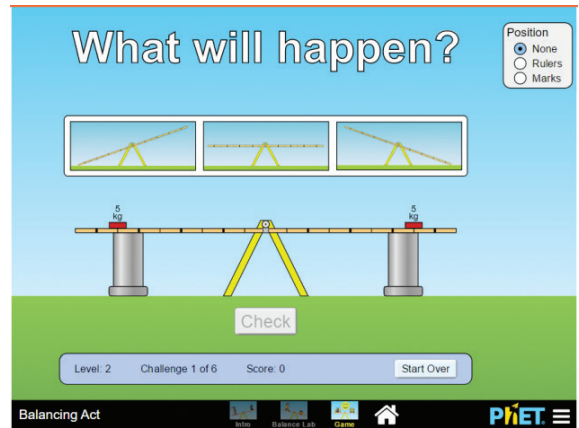 What will happen?
Position
None
Rulers
Marks
5
kg
5
kg
Check
Level: 2 Challenge 1 of 6 Score: 0 Start Over
Balancing Act
Intro Balance Lab Game
PhET